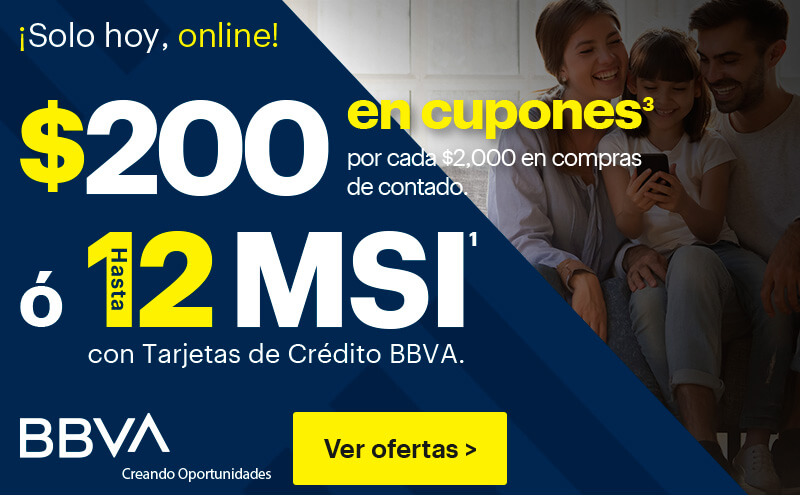 ¡Solo hoy, online!
$200 en cupones³
por cada $2,000 en compras
de contado.
ó Hasta 12 MSI¹
con Tarjetas de Crédito BBVA.
BBVA
Creando Oportunidades
Ver ofertas >